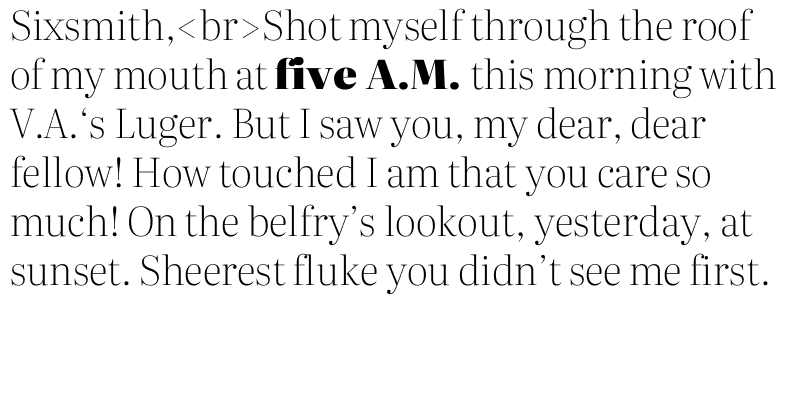 Sixsmith,<br>Shot myself through the roof
of my mouth at five A.M. this morning with
V.A.‘s Luger. But I saw you, my dear, dear
fellow! How touched I am that you care so
much! On the belfry’s lookout, yesterday, at
sunset. Sheerest fluke you didn’t see me first.